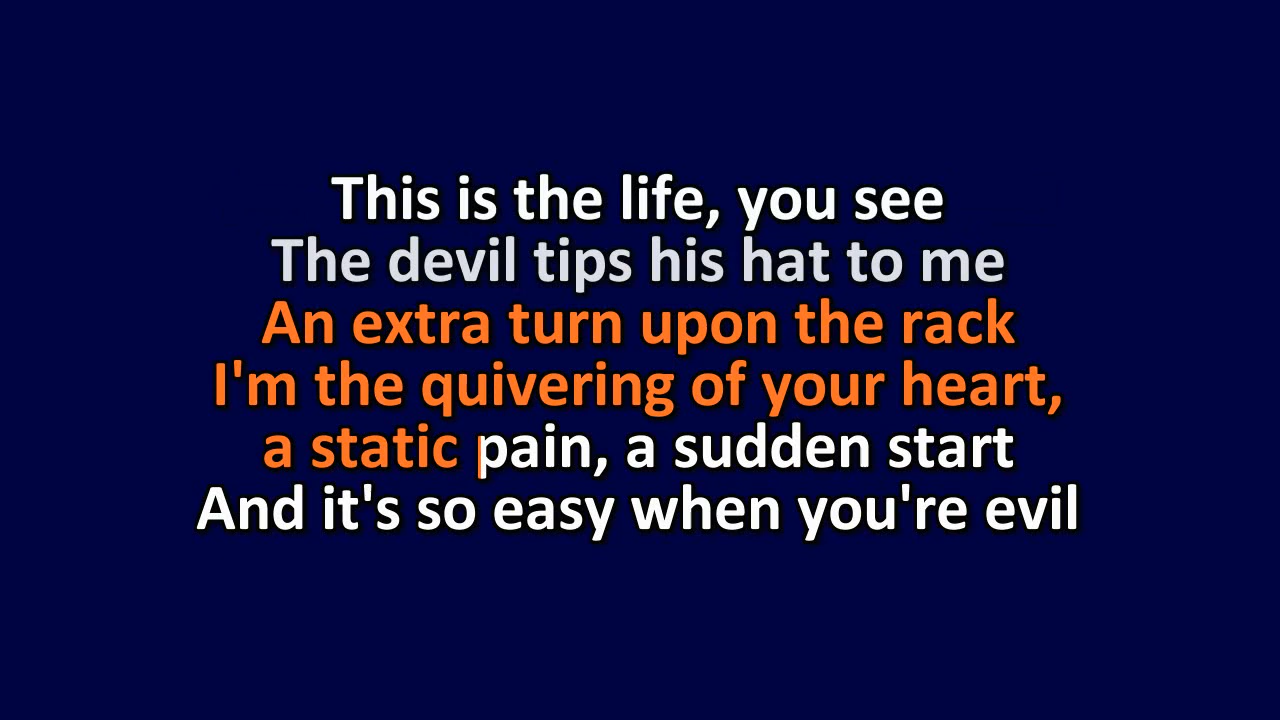 This is the life, you see
The devil tips his hat to me
An extra turn upon the rack
I'm the quivering of your heart,
a static pain, a sudden start
And it's so easy when you're evil